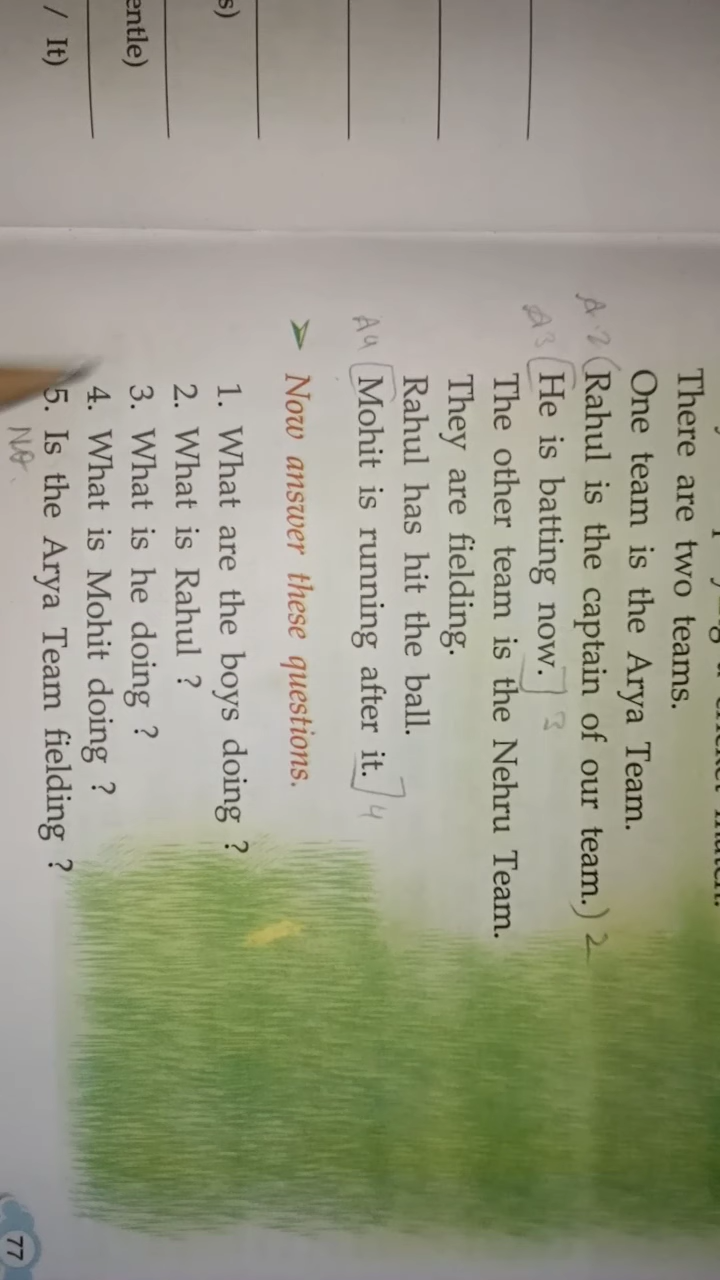 There are two teams.
One team is the Arya Team.
A.2 (Rahul is the captain of our team.) 2
A3 [He is batting now.] 3
The other team is the Nehru Team.
They are fielding.
Rahul has hit the ball.
A4 [Mohit is running after it.] 4
➤ Now answer these questions.
1. What are the boys doing ?
2. What is Rahul ?
3. What is he doing ?
4. What is Mohit doing ?
5. Is the Arya Team fielding ?
No.
77
s)
entle)
/ It)